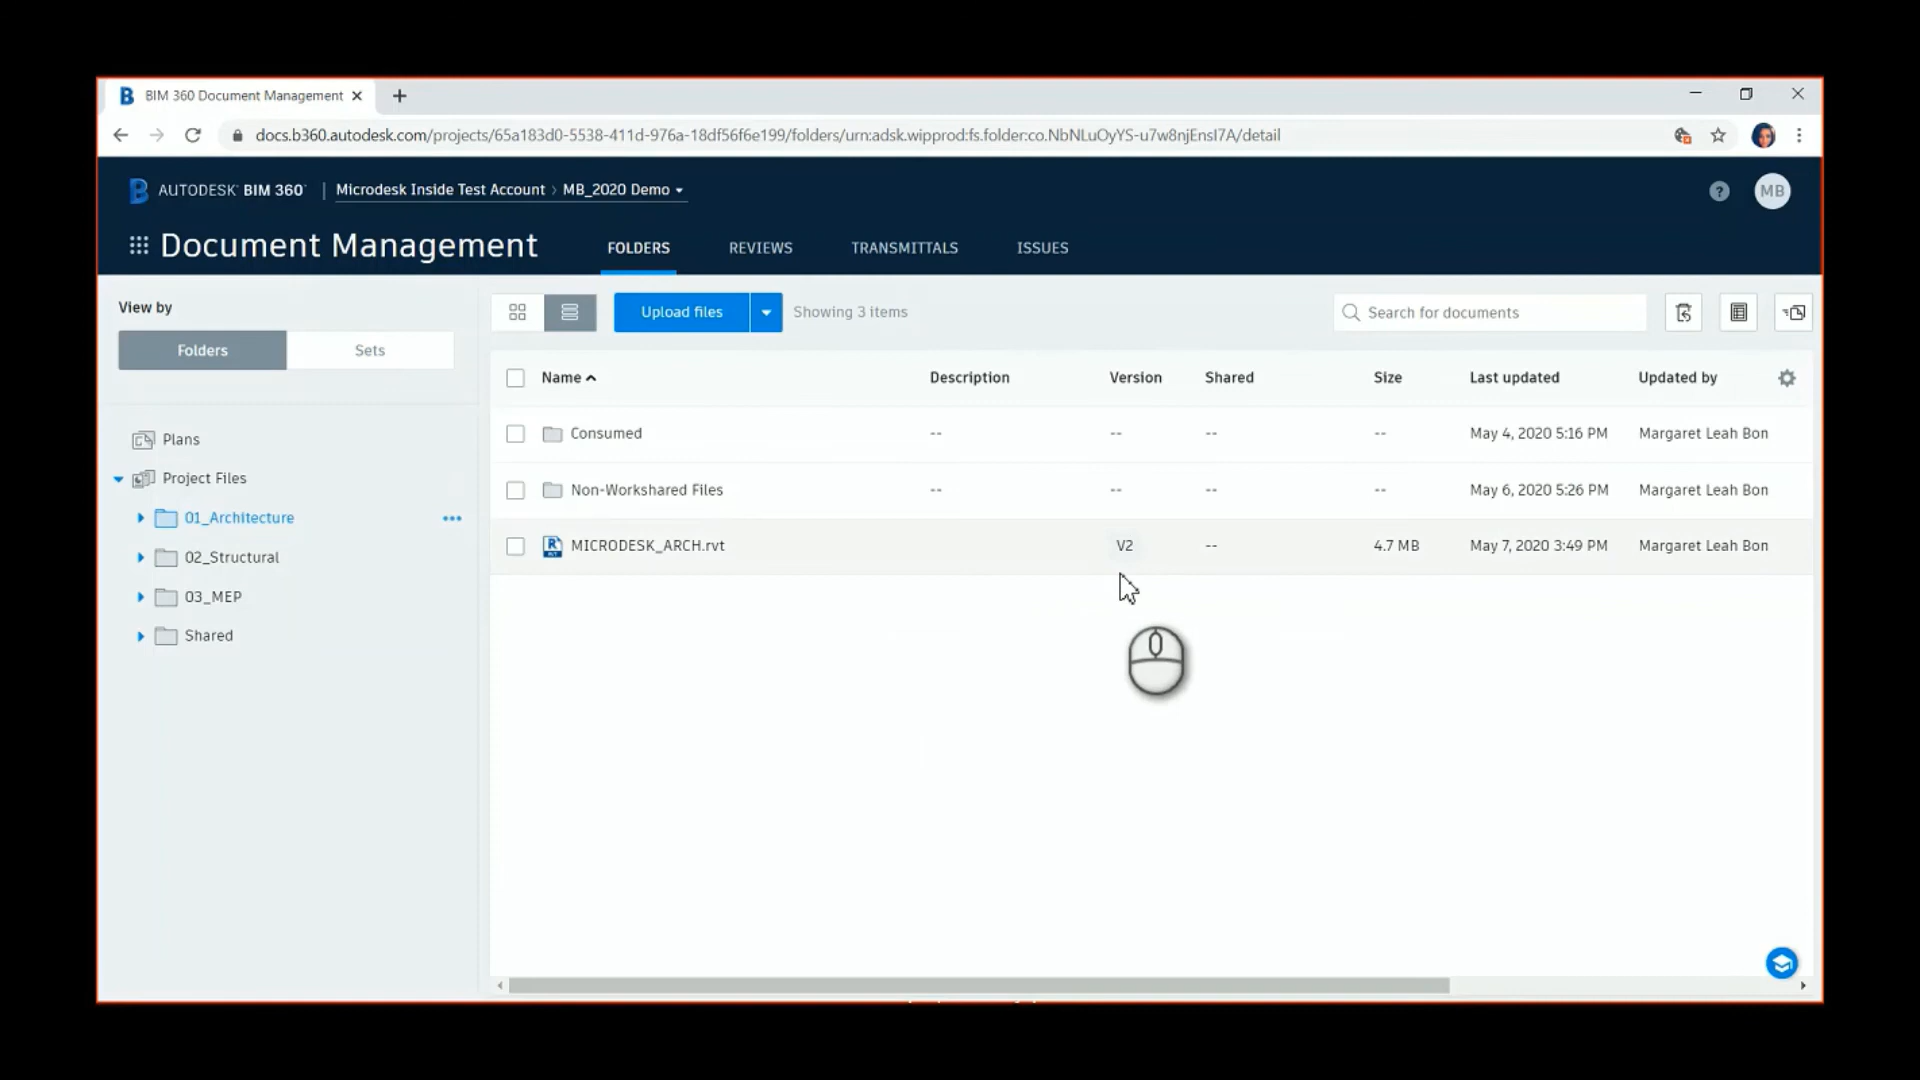 BIM 360 Document Management
docs.b360.autodesk.com/projects/65a183d0-5538-411d-976a-18df56f6e199/folders/urn:adsk.wipprod:fs.folder:co.NbNLuOyYS-u7w8njEnsI7A/detail
AUTODESK BIM 360 | Microdesk Inside Test Account > MB_2020 Demo
? MB
Document Management FOLDERS REVIEWS TRANSMITTALS ISSUES
View by
Folders Sets
Plans
Project Files
01_Architecture
02_Structural
03_MEP
Shared
Upload files Showing 3 items Search for documents
Name Description Version Shared Size Last updated Updated by
Consumed -- -- -- -- May 4, 2020 5:16 PM Margaret Leah Bon
Non-Workshared Files -- -- -- -- May 6, 2020 5:26 PM Margaret Leah Bon
MICRODESK_ARCH.rvt V2 -- 4.7 MB May 7, 2020 3:49 PM Margaret Leah Bon